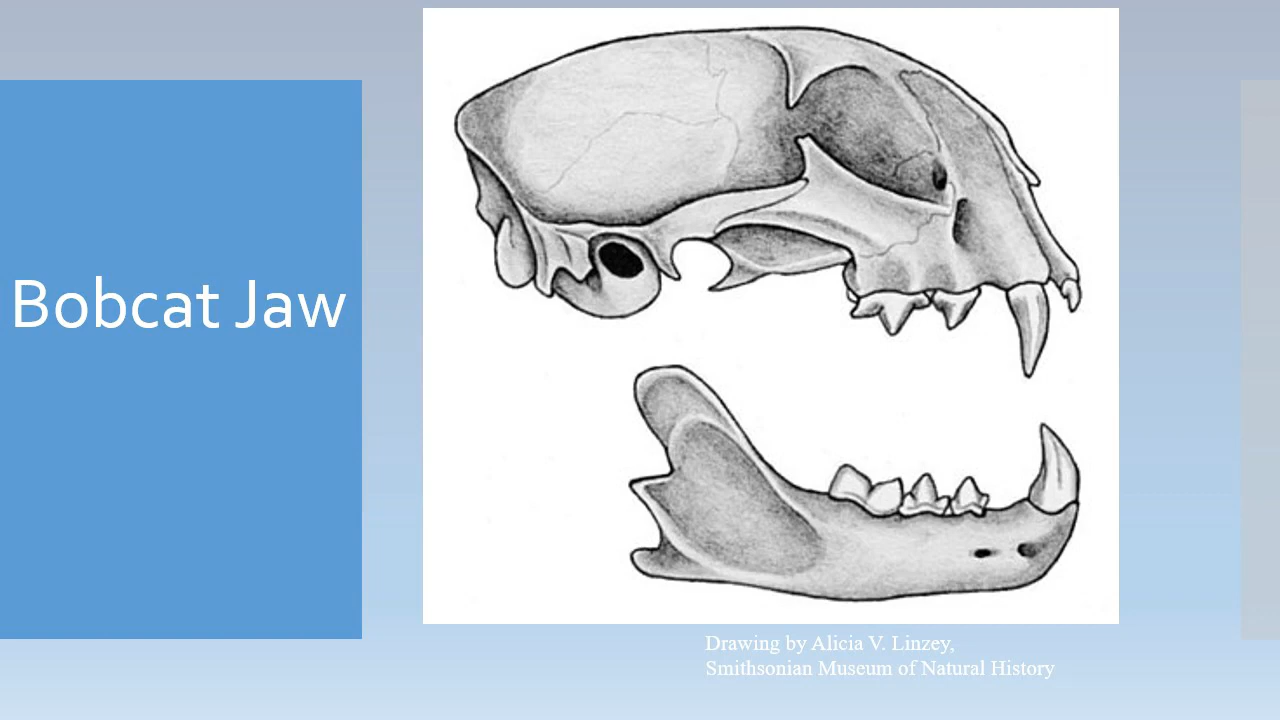 Bobcat Jaw
Drawing by Alicia V. Linzey,
Smithsonian Museum of Natural History